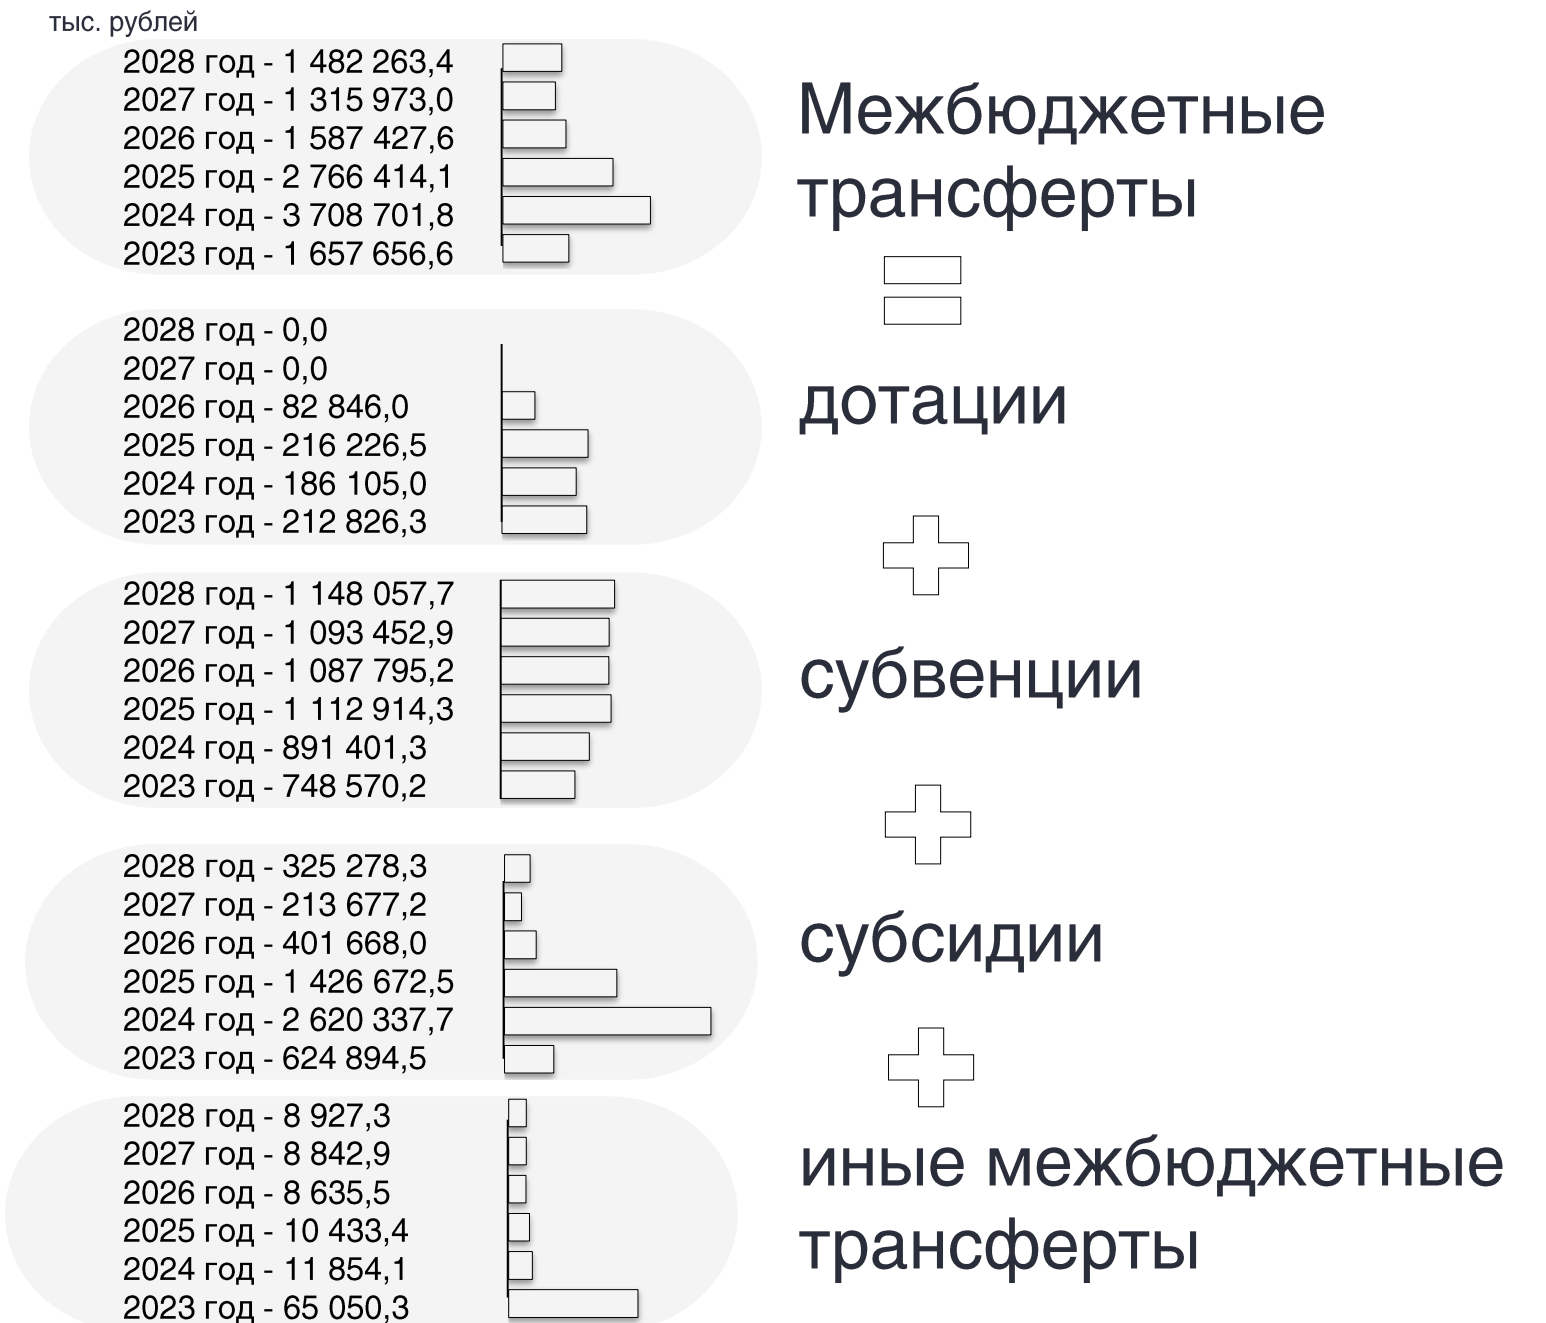 тыс. рублей
2028 год - 1 482 263,4
2027 год - 1 315 973,0
2026 год - 1 587 427,6
2025 год - 2 766 414,1
2024 год - 3 708 701,8
2023 год - 1 657 656,6
Межбюджетные
трансферты
2028 год - 0,0
2027 год - 0,0
2026 год - 82 846,0
2025 год - 216 226,5
2024 год - 186 105,0
2023 год - 212 826,3
дотации
2028 год - 1 148 057,7
2027 год - 1 093 452,9
2026 год - 1 087 795,2
2025 год - 1 112 914,3
2024 год - 891 401,3
2023 год - 748 570,2
субвенции
2028 год - 325 278,3
2027 год - 213 677,2
2026 год - 401 668,0
2025 год - 1 426 672,5
2024 год - 2 620 337,7
2023 год - 624 894,5
субсидии
2028 год - 8 927,3
2027 год - 8 842,9
2026 год - 8 635,5
2025 год - 10 433,4
2024 год - 11 854,1
2023 год - 65 050,3
иные межбюджетные
трансферты